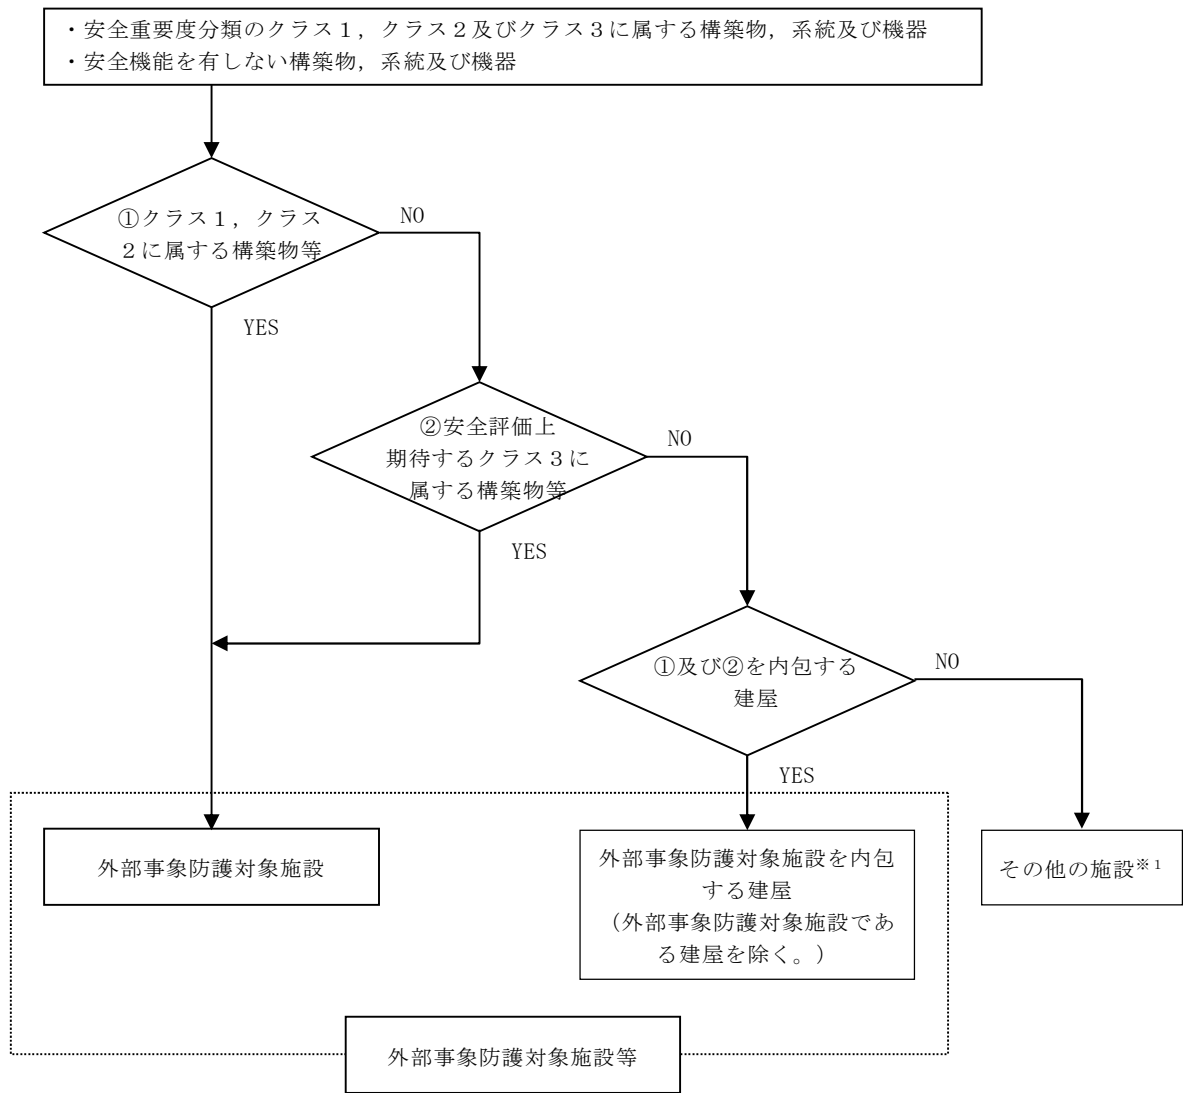 ・安全重要度分類のクラス１，クラス２及びクラス３に属する構築物，系統及び機器
・安全機能を有しない構築物，系統及び機器
①クラス１，クラス
２に属する構築物等
NO
YES
②安全評価上
期待するクラス３に
属する構築物等
NO
YES
①及び②を内包する
建屋
NO
YES
外部事象防護対象施設
外部事象防護対象施設を内包
する建屋
（外部事象防護対象施設であ
る建屋を除く。）
その他の施設※１
外部事象防護対象施設等